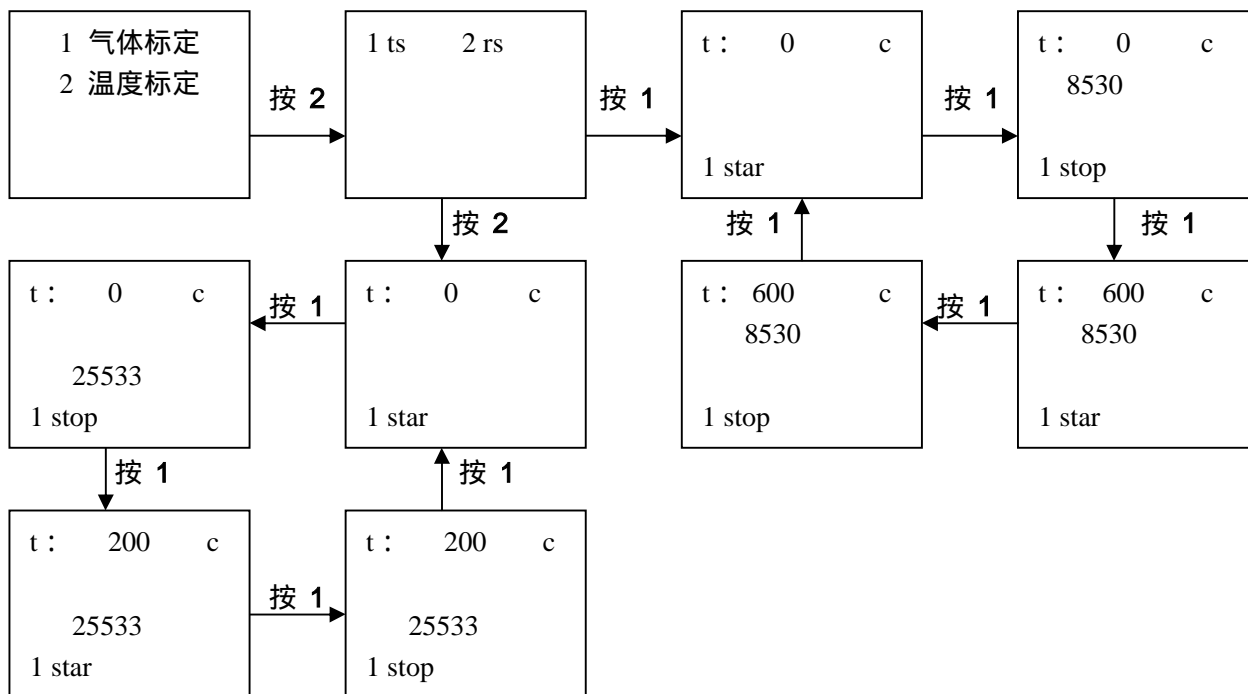 1 气体标定
2 温度标定
按 2
1 ts 2 rs
按 1
t： 0 c
1 star
按 1
t： 0 c
8530
1 stop
按 2
按 1
按 1
t： 0 c
25533
1 stop
按 1
t： 0 c
1 star
t： 600 c
8530
1 stop
按 1
t： 600 c
8530
1 star
按 1
按 1
t： 200 c
25533
1 star
按 1
t： 200 c
25533
1 stop